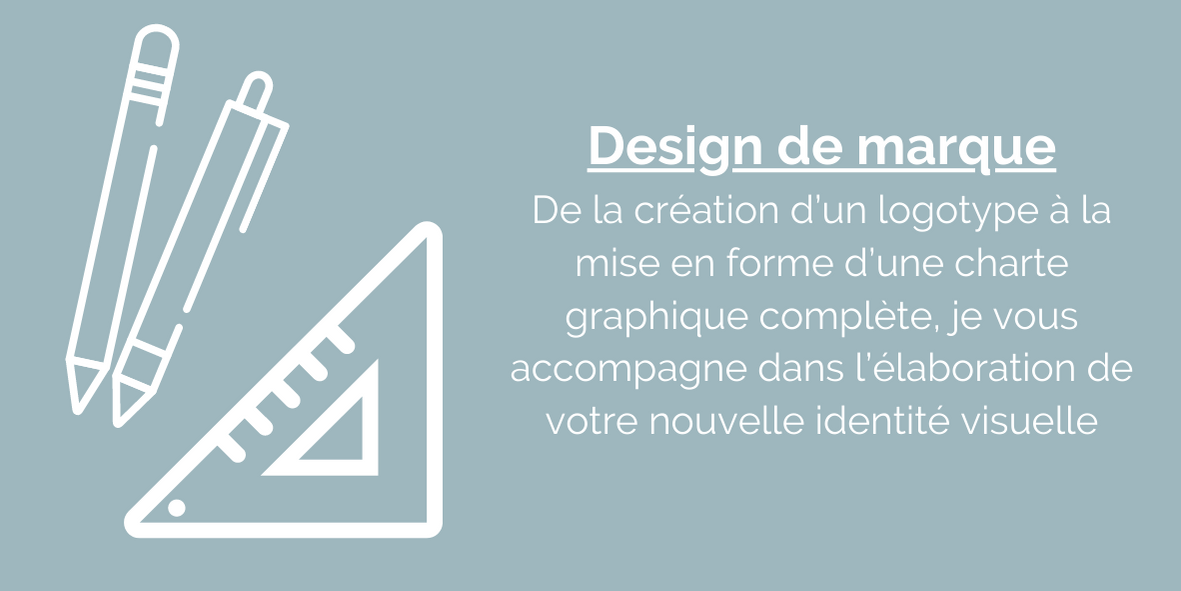 Design de marque
De la création d’un logotype à la
mise en forme d’une charte
graphique complète, je vous
accompagne dans l’élaboration de
votre nouvelle identité visuelle